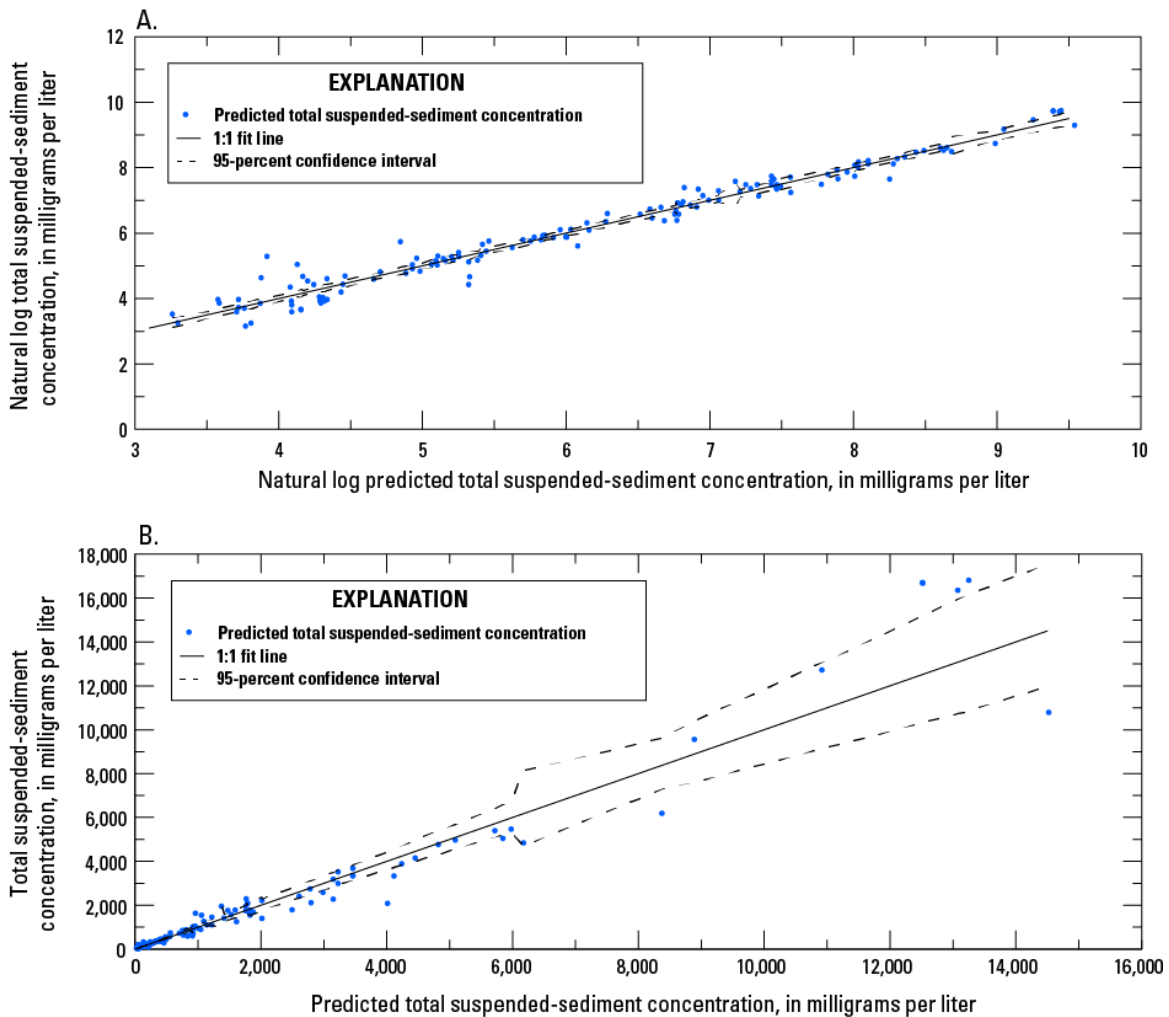 A.
12
10
8
6
4
2
0
Natural log total suspended-sediment
concentration, in milligrams per liter
EXPLANATION
Predicted total suspended-sediment concentration
1:1 fit line
95-percent confidence interval
3 4 5 6 7 8 9 10
Natural log predicted total suspended-sediment concentration, in milligrams per liter
B.
18,000
16,000
14,000
12,000
10,000
8,000
6,000
4,000
2,000
0
Total suspended-sediment
concentration, in milligrams per liter
EXPLANATION
Predicted total suspended-sediment concentration
1:1 fit line
95-percent confidence interval
0 2,000 4,000 6,000 8,000 10,000 12,000 14,000 16,000
Predicted total suspended-sediment concentration, in milligrams per liter